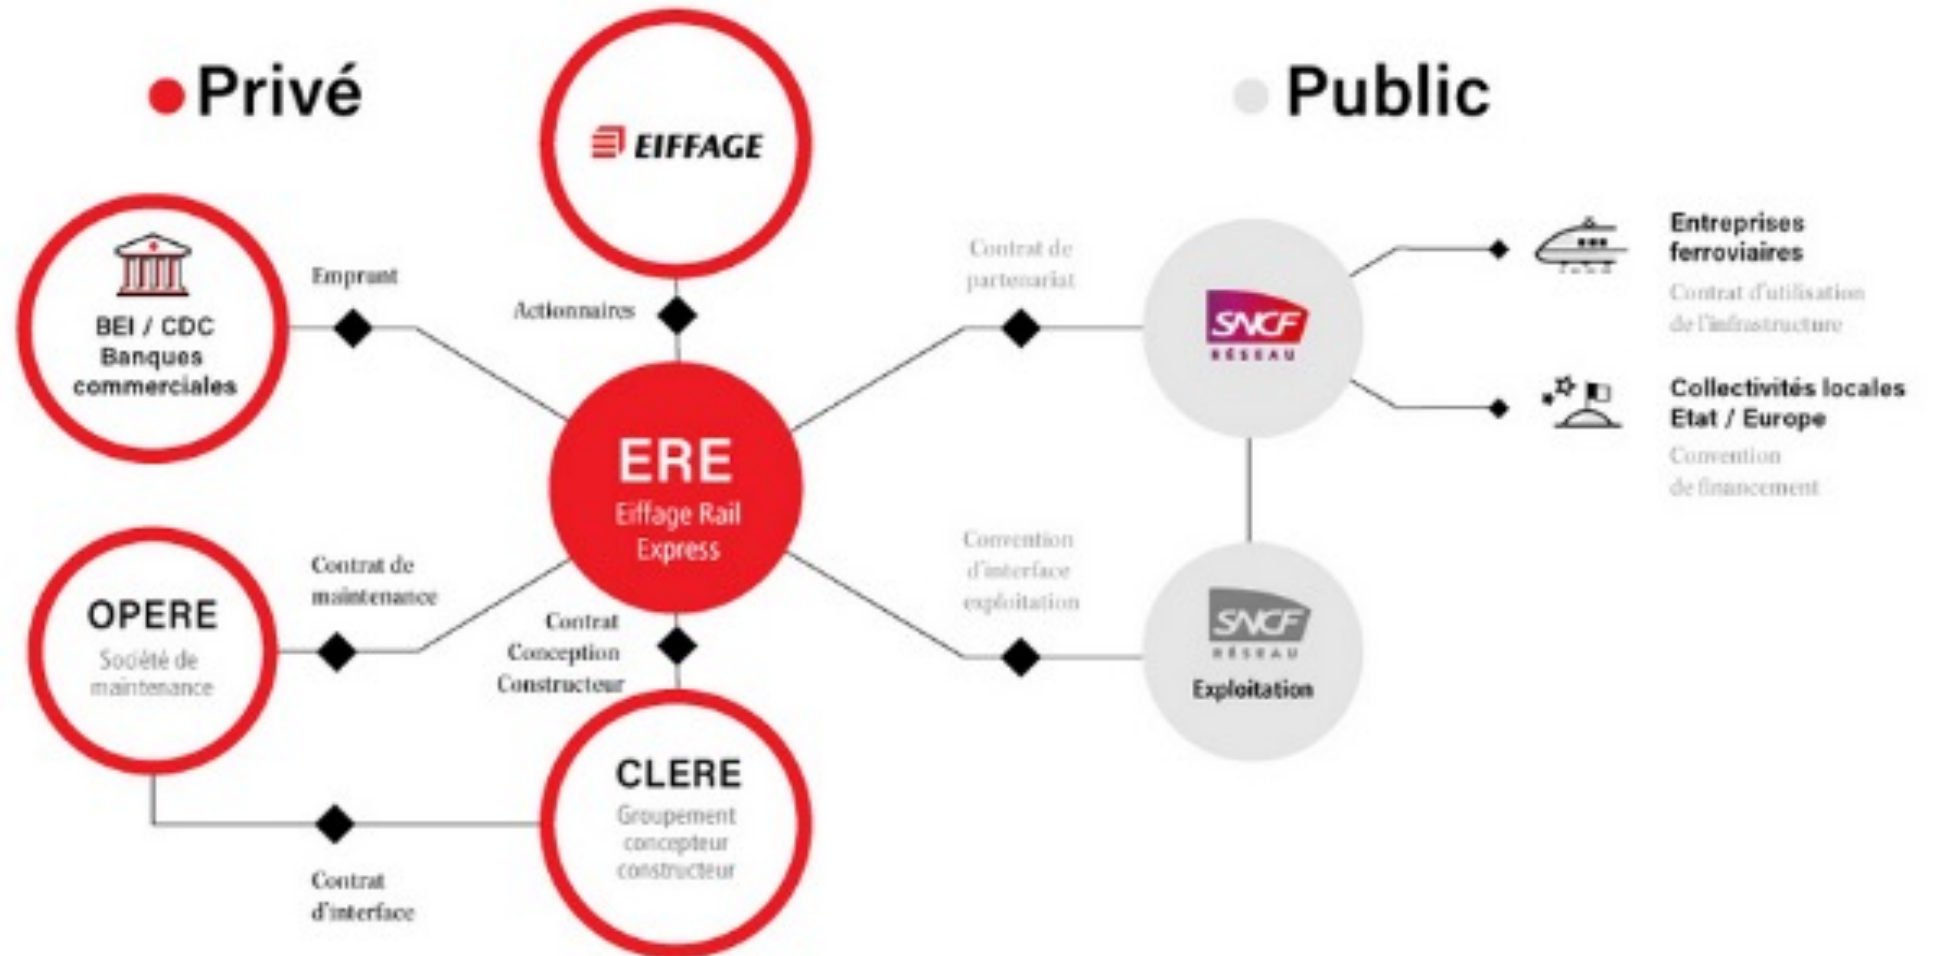 Privé
Public
EIFFAGE
BEI / CDC
Banques
commerciales
Emprunt
Actionnaires
Contrat de
partenariat
SNCF
RÉSEAU
Entreprises
ferroviaires
Contrat d'utilisation
de l'infrastructure
Collectivités locales
Etat / Europe
Convention
de financement
ERE
Eiffage Rail
Express
OPERE
Société de
maintenance
Contrat de
maintenance
Contrat
Conception
Constructeur
Convention
d'interface
exploitation
SNCF
RÉSEAU
Exploitation
CLERE
Groupement
concepteur
constructeur
Contrat
d'interface